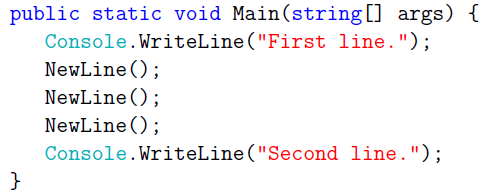 public static void Main(string[] args) {
   Console.WriteLine("First line.");
   NewLine();
   NewLine();
   NewLine();
   Console.WriteLine("Second line.");
}